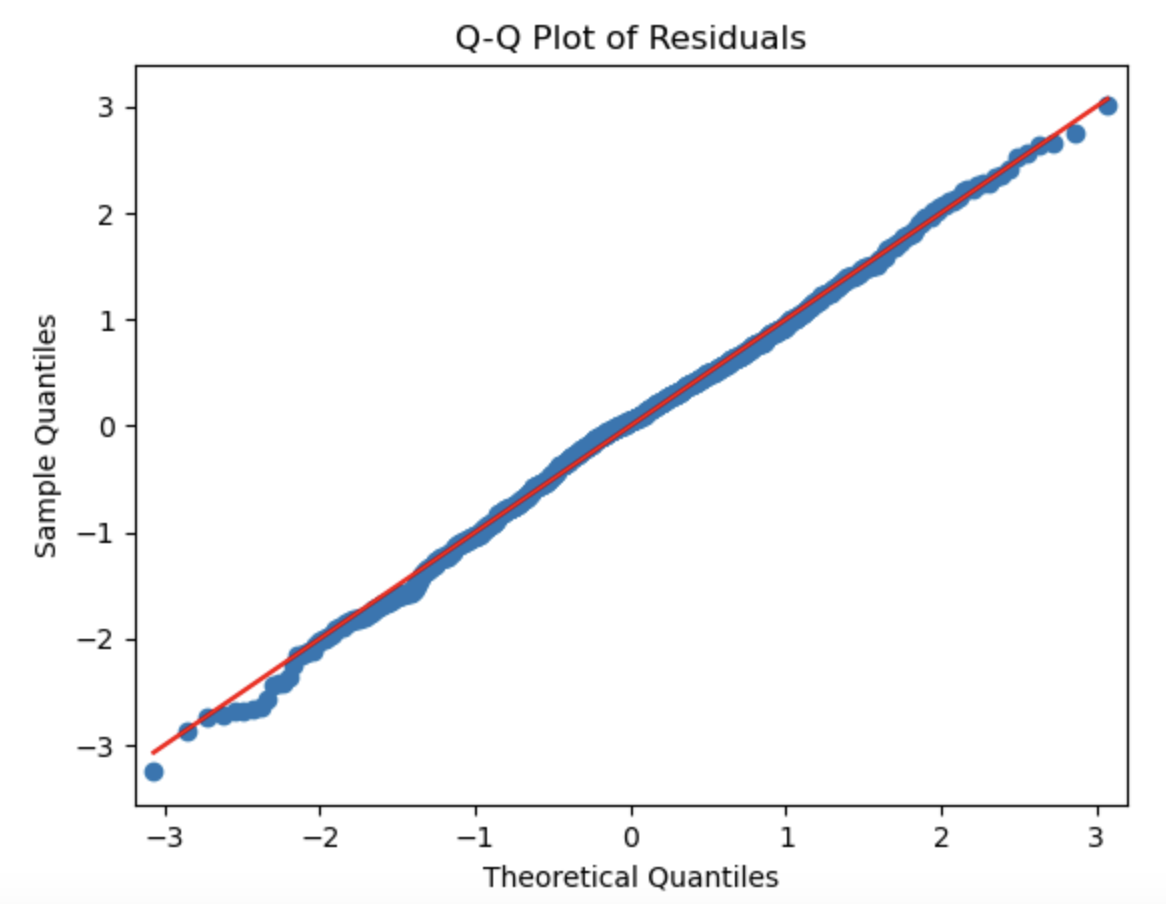 Q-Q Plot of Residuals
3
2
1
0
−1
−2
−3
Sample Quantiles
−3 −2 −1 0 1 2 3
Theoretical Quantiles